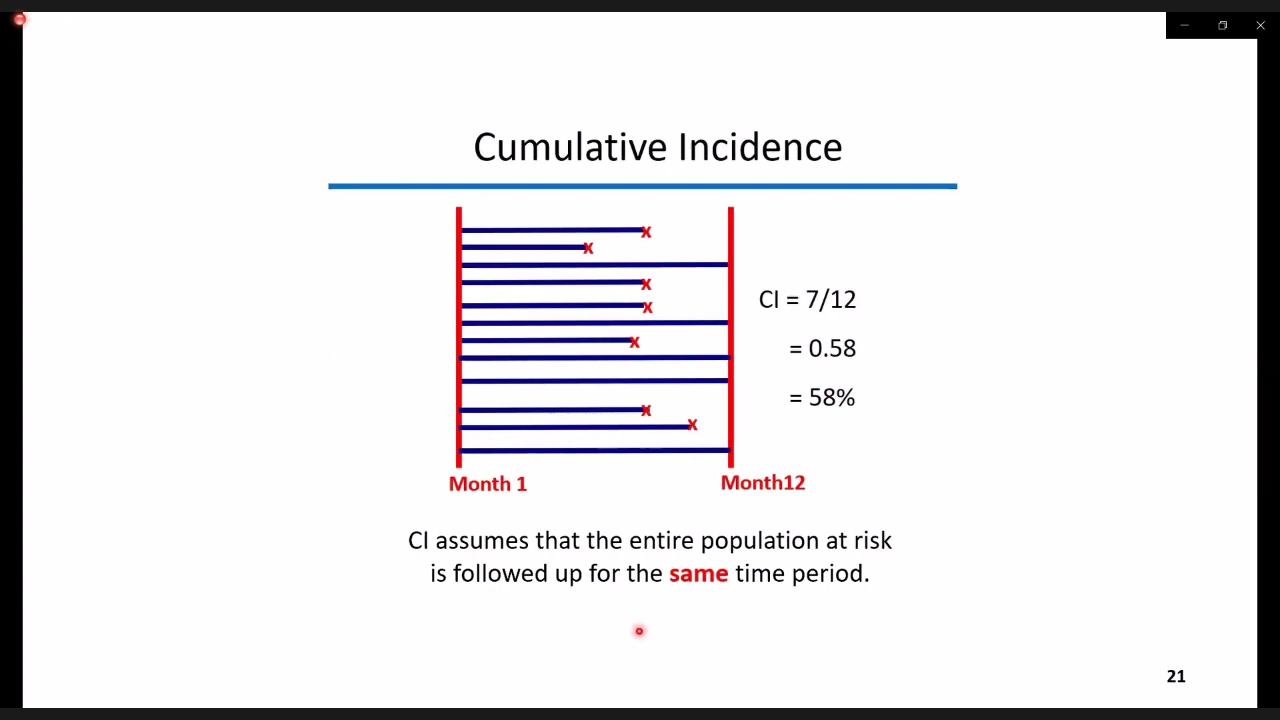 Cumulative Incidence
x
x
x
x
x
x
x
CI = 7/12
= 0.58
= 58%
Month 1
Month12
CI assumes that the entire population at risk
is followed up for the same time period.
21